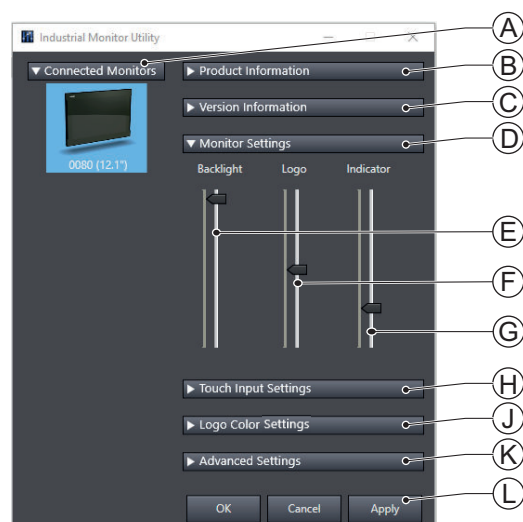 Industrial Monitor Utility
A
▼ Connected Monitors
▶ Product Information
B
▶ Version Information
C
▼ Monitor Settings
D
0080 (12.1")
Backlight
Logo
Indicator
E
F
G
▶ Touch Input Settings
H
▶ Logo Color Settings
J
▶ Advanced Settings
K
OK
Cancel
Apply
L